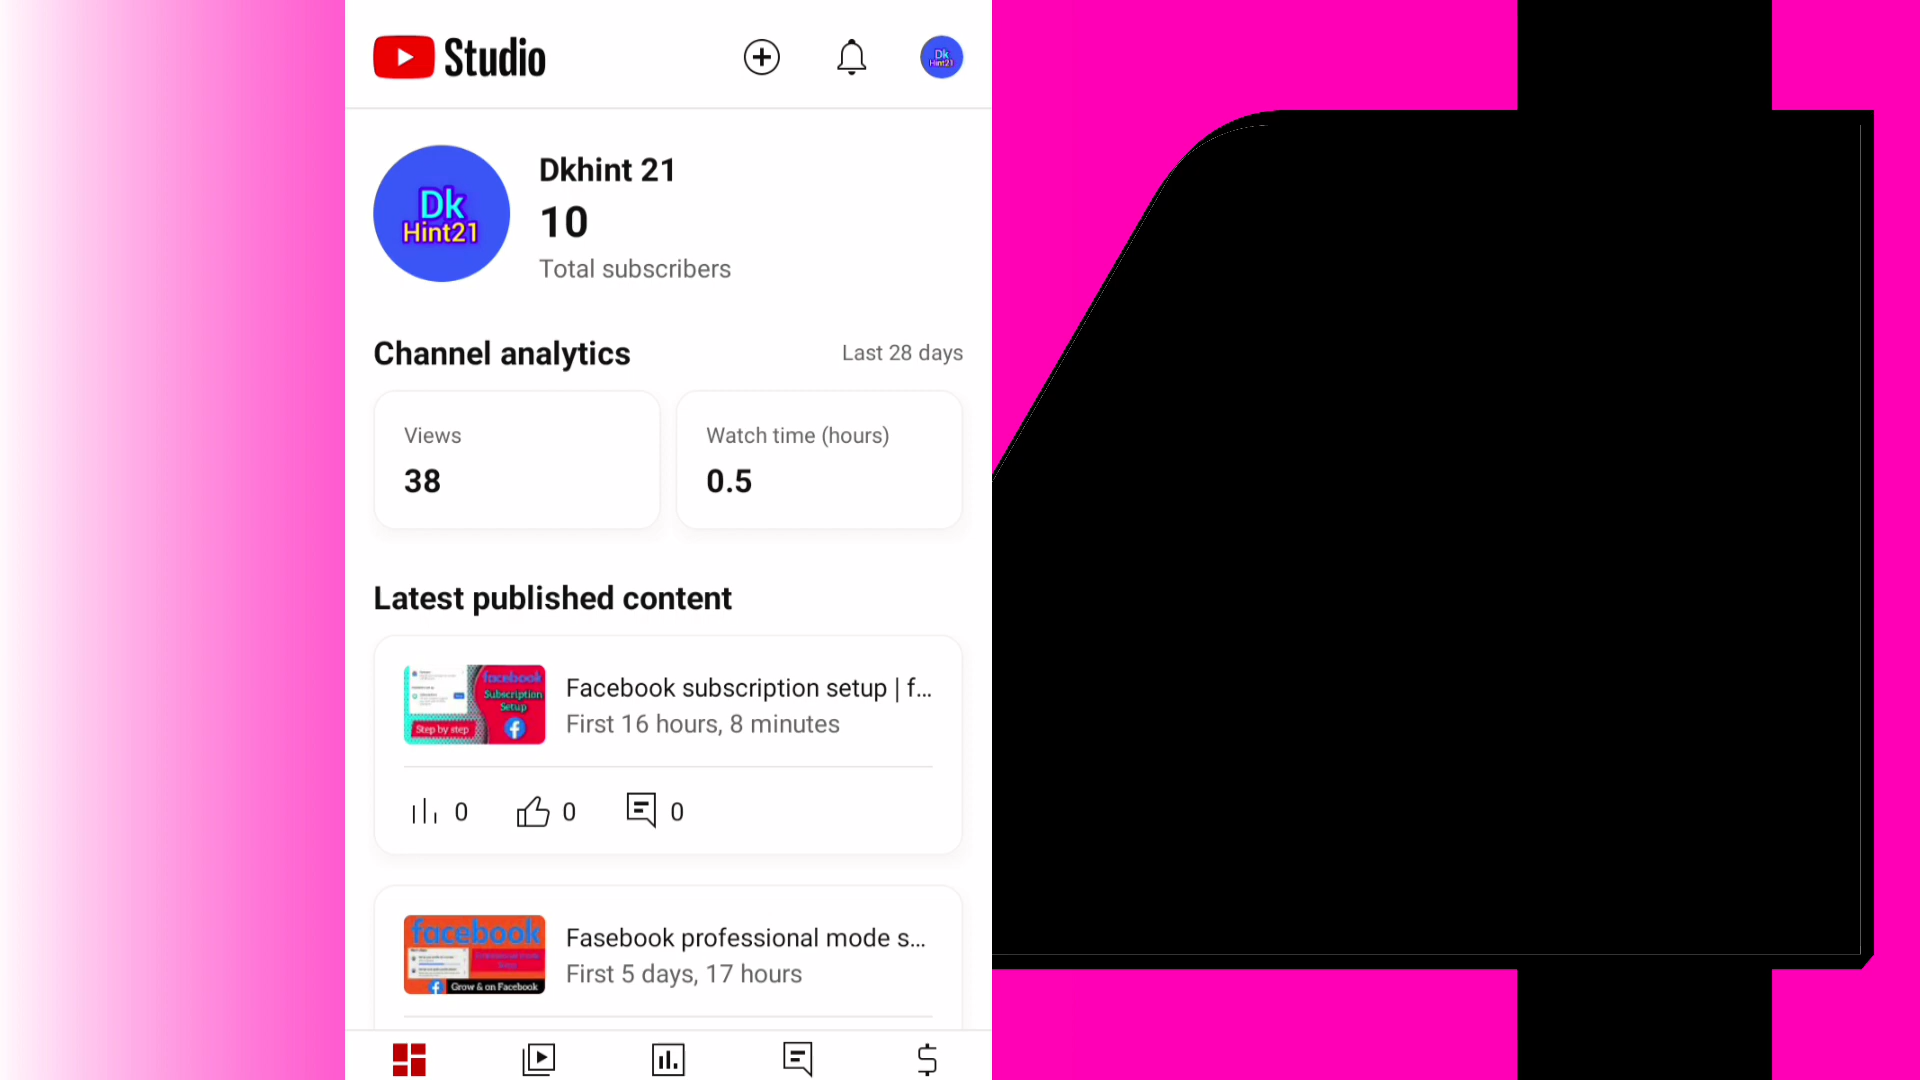 Studio
Dk
Hint21
Dk
Hint21
Dkhint 21
10
Total subscribers
Channel analytics
Last 28 days
Views
38
Watch time (hours)
0.5
Latest published content
facebook
Subscription
Setup
Step by step
Facebook subscription setup | f...
First 16 hours, 8 minutes
0
0
0
facebook
Grow & on Facebook
Fasebook professional mode s...
First 5 days, 17 hours